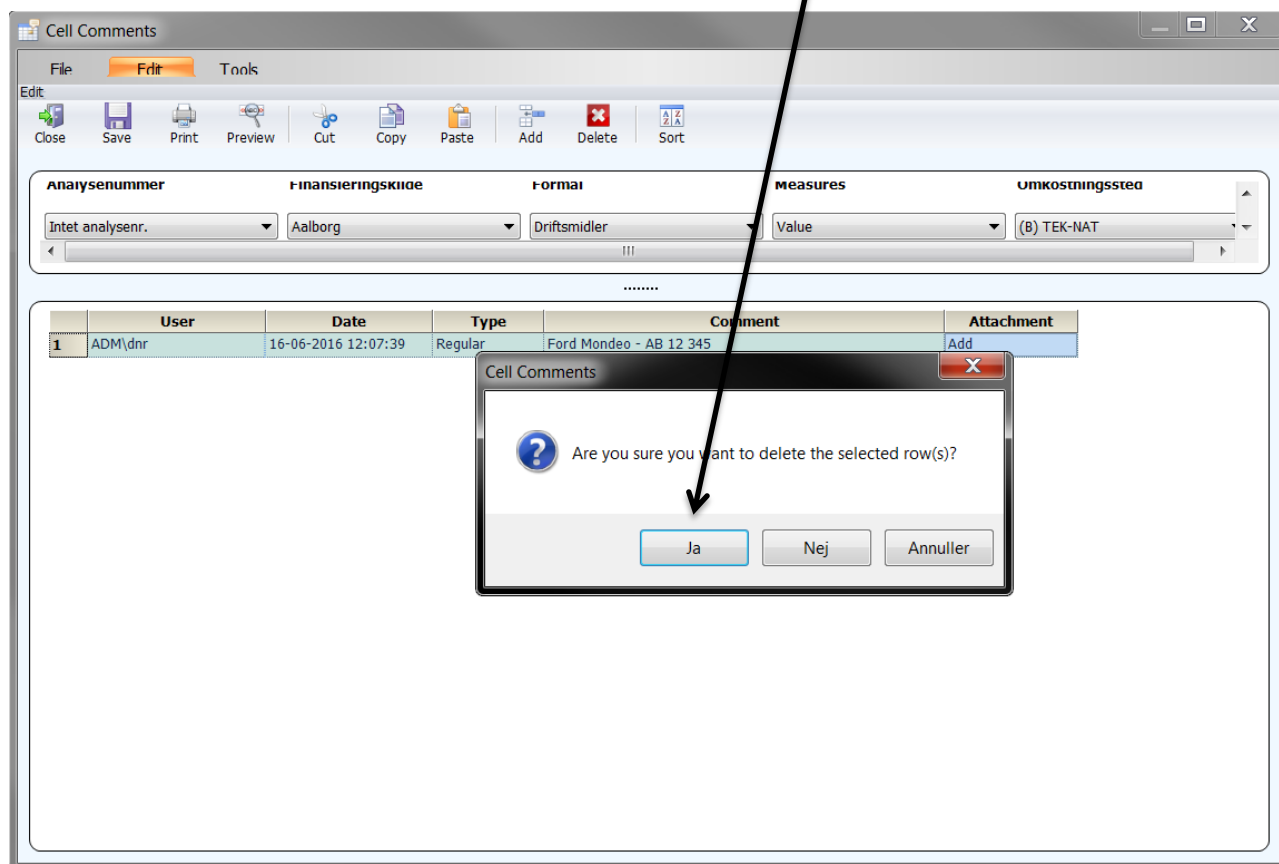 Cell Comments
File Edit Tools
Edit
Close Save Print Preview Cut Copy Paste Add Delete Sort
Analysenummer Finansieringskilde Formål Measures Omkostningssted
Intet analysenr. Aalborg Driftsmidler Value (B) TEK-NAT
........
User Date Type Comment Attachment
1 ADM\dnr 16-06-2016 12:07:39 Regular Ford Mondeo - AB 12 345 Add
Cell Comments
Are you sure you want to delete the selected row(s)?
Ja Nej Annuller